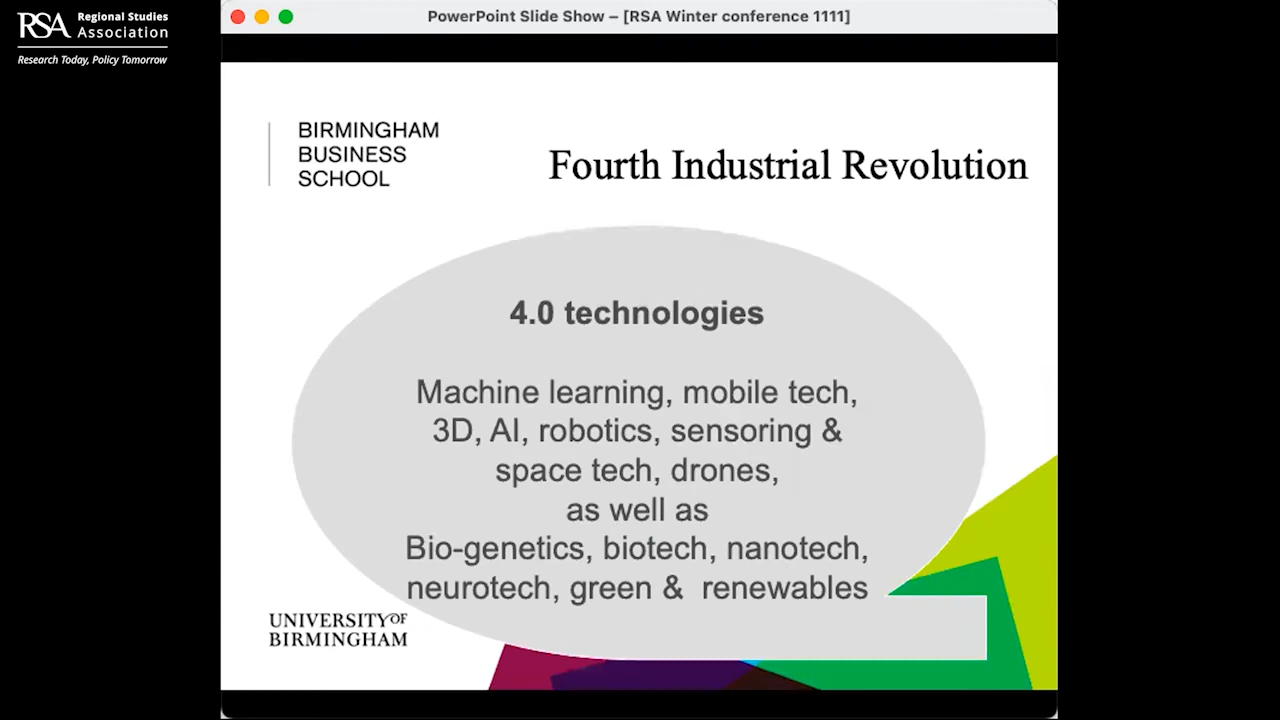 RSA Regional Studies Association
Research Today, Policy Tomorrow
PowerPoint Slide Show – [RSA Winter conference 1111]
BIRMINGHAM
BUSINESS
SCHOOL
Fourth Industrial Revolution
4.0 technologies
Machine learning, mobile tech,
3D, AI, robotics, sensoring &
space tech, drones,
as well as
Bio-genetics, biotech, nanotech,
neurotech, green & renewables
UNIVERSITY OF
BIRMINGHAM